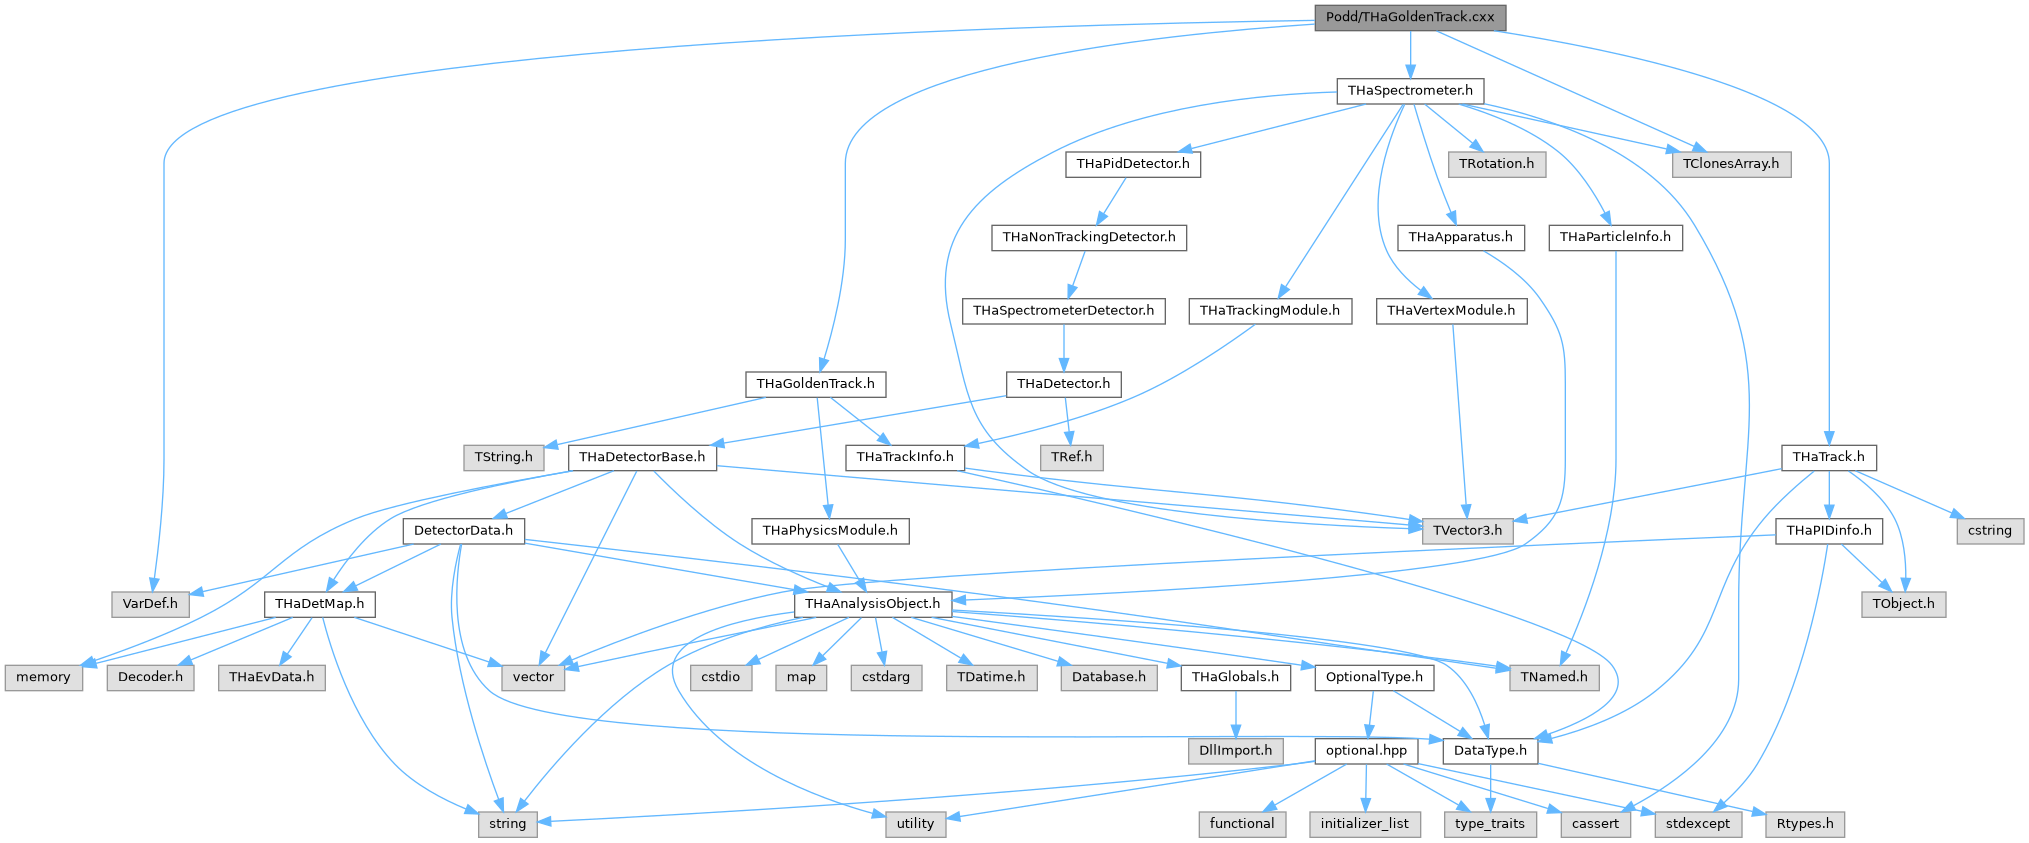 Podd/THaGoldenTrack.cxx
THaSpectrometer.h
THaPidDetector.h
TRotation.h
TClonesArray.h
THaNonTrackingDetector.h
THaApparatus.h
THaParticleInfo.h
THaSpectrometerDetector.h
THaTrackingModule.h
THaVertexModule.h
THaGoldenTrack.h
THaDetector.h
TString.h
THaDetectorBase.h
THaTrackInfo.h
TRef.h
THaTrack.h
DetectorData.h
THaPhysicsModule.h
TVector3.h
THaPIDinfo.h
cstring
VarDef.h
THaDetMap.h
THaAnalysisObject.h
TObject.h
memory
Decoder.h
THaEvData.h
vector
cstdio
map
cstdarg
TDatime.h
Database.h
THaGlobals.h
OptionalType.h
TNamed.h
DllImport.h
optional.hpp
DataType.h
string
utility
functional
initializer_list
type_traits
cassert
stdexcept
Rtypes.h